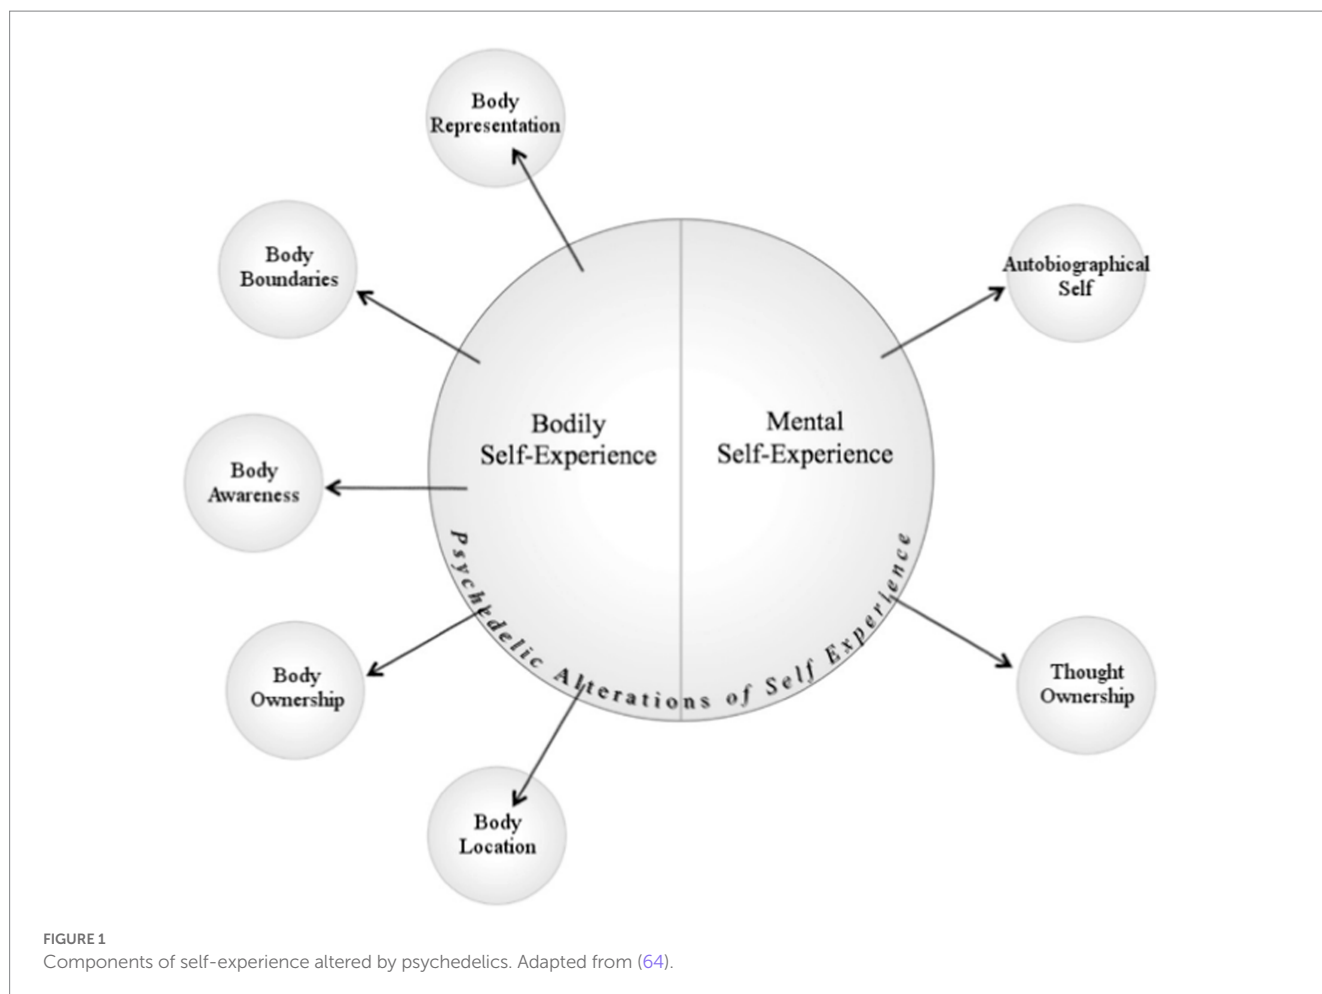 Body
Representation
Body
Boundaries
Autobiographical
Self
Bodily
Self-Experience
Mental
Self-Experience
Body
Awareness
Psychedelic Alterations of Self Experience
Body
Ownership
Thought
Ownership
Body
Location
FIGURE 1
Components of self-experience altered by psychedelics. Adapted from (64).